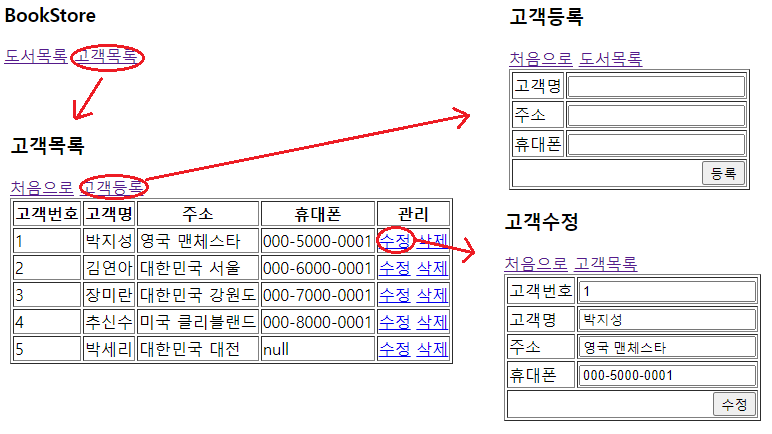 BookStore
도서목록 고객목록
고객목록
처음으로 고객등록
고객번호 고객명 주소 휴대폰 관리
1 박지성 영국 맨체스타 000-5000-0001 수정 삭제
2 김연아 대한민국 서울 000-6000-0001 수정 삭제
3 장미란 대한민국 강원도 000-7000-0001 수정 삭제
4 추신수 미국 클리블랜드 000-8000-0001 수정 삭제
5 박세리 대한민국 대전 null 수정 삭제
고객등록
처음으로 도서목록
고객명
주소
휴대폰
등록
고객수정
처음으로 고객목록
고객번호 1
고객명 박지성
주소 영국 맨체스타
휴대폰 000-5000-0001
수정